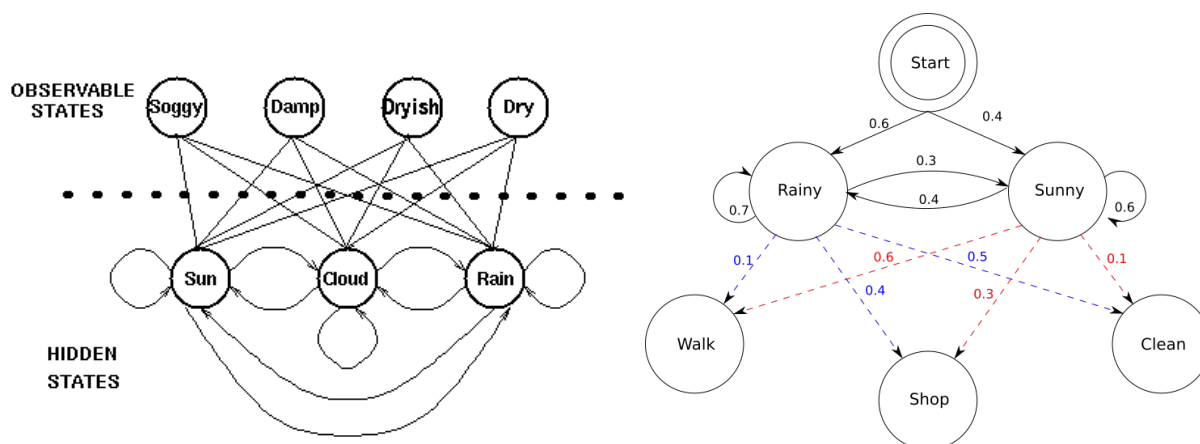 OBSERVABLE
STATES
Soggy
Damp
Dryish
Dry
Sun
Cloud
Rain
HIDDEN
STATES
Start
0.6
0.4
Rainy
0.3
Sunny
0.7
0.4
0.6
0.1
0.6
0.5
0.1
0.4
0.3
Walk
Clean
Shop